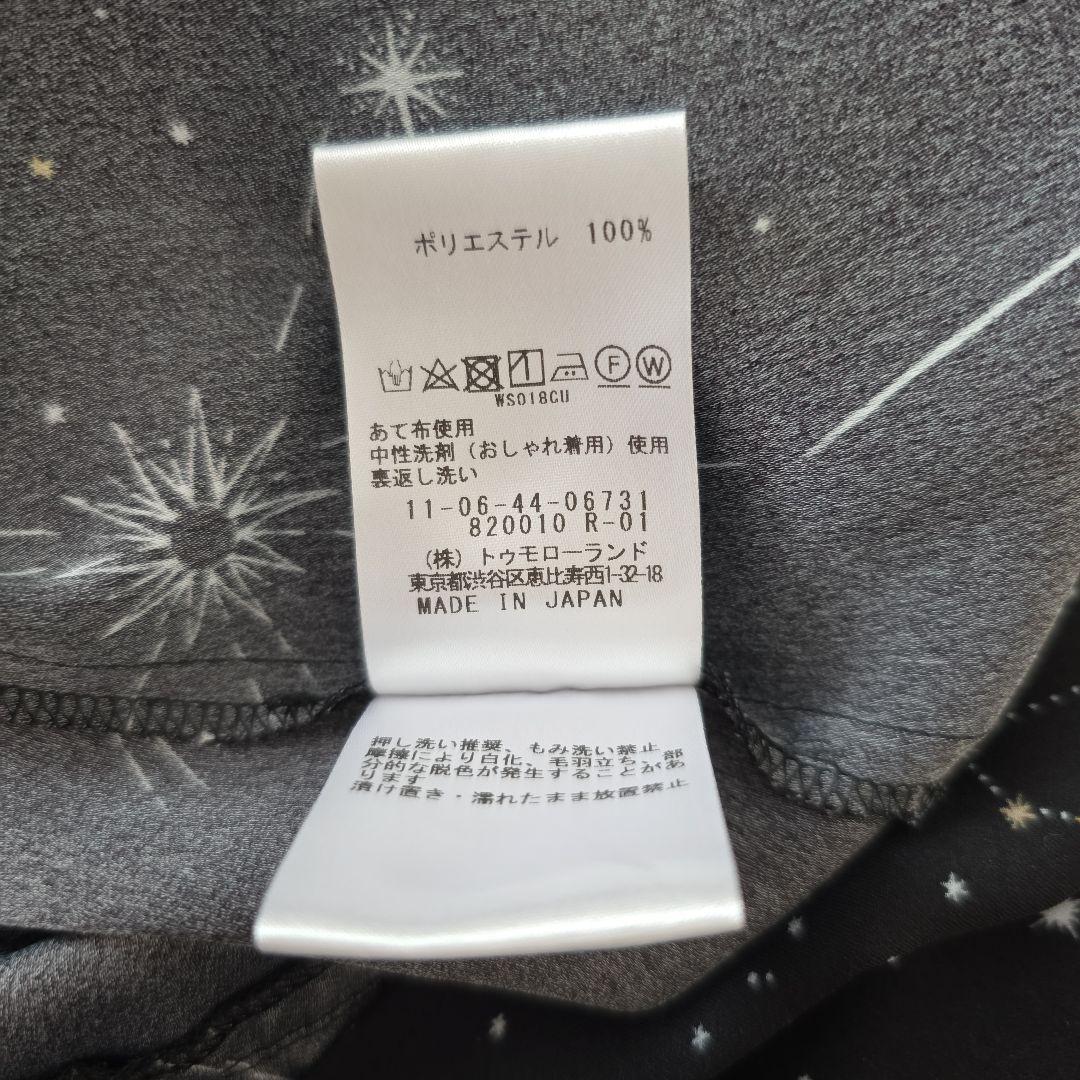 ポリエステル 100%
F W
WS018CU
あて布使用
中性洗剤（おしゃれ着用）使用
裏返し洗い
11-06-44-06731
820010 R-01
（株）トゥモローランド
東京都渋谷区恵比寿西1-32-18
MADE IN JAPAN
押し洗い推奨、もみ洗い禁止
摩擦により白化、毛羽立ち、部
分的な脱色が発生することがあ
ります
漬け置き・濡れたまま放置禁止